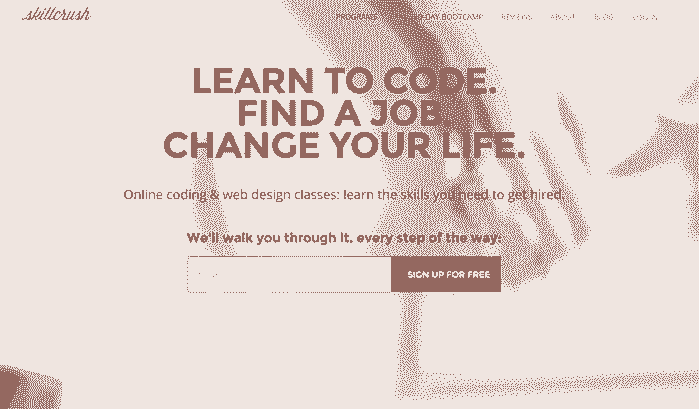 skillcrush
PROGRAMS 10-DAY BOOTCAMP REVIEWS ABOUT BLOG LOG IN
LEARN TO CODE.
FIND A JOB.
CHANGE YOUR LIFE.
Online coding & web design classes: learn the skills you need to get hired.
We'll walk you through it, every step of the way:
SIGN UP FOR FREE